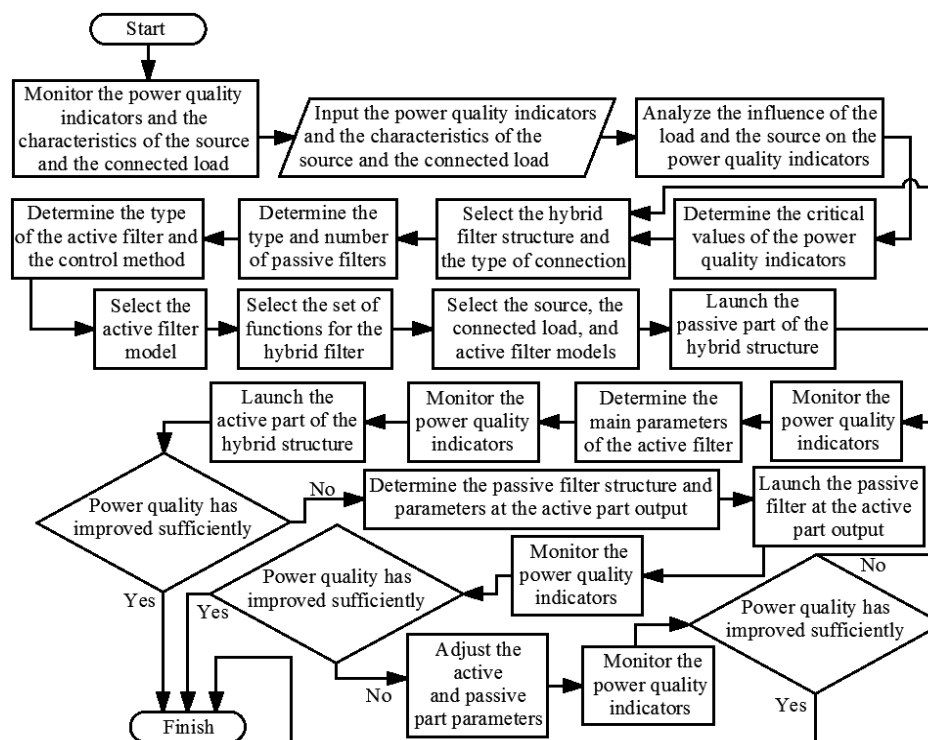 Start
Monitor the power quality
indicators and the
characteristics of the source
and the connected load
Input the power quality indicators
and the characteristics of the
source and the connected load
Analyze the influence of the
load and the source on the
power quality indicators
Determine the critical
values of the power
quality indicators
Select the hybrid
filter structure and
the type of connection
Determine the
type and number
of passive filters
Determine the type
of the active filter and
the control method
Select the
active filter
model
Select the set of
functions for the
hybrid filter
Select the source, the
connected load, and
active filter models
Launch the
passive part of the
hybrid structure
Monitor the
power quality
indicators
Determine the
main parameters
of the active filter
Monitor the
power quality
indicators
Launch the
active part of the
hybrid structure
Power quality has
improved sufficiently
No
Yes
Determine the passive filter structure and
parameters at the active part output
Launch the passive
filter at the active
part output
Monitor the
power quality
indicators
Power quality has
improved sufficiently
Yes
No
Adjust the
active
and passive
part parameters
Monitor the
power quality
indicators
Power quality has
improved sufficiently
No
Yes
Finish